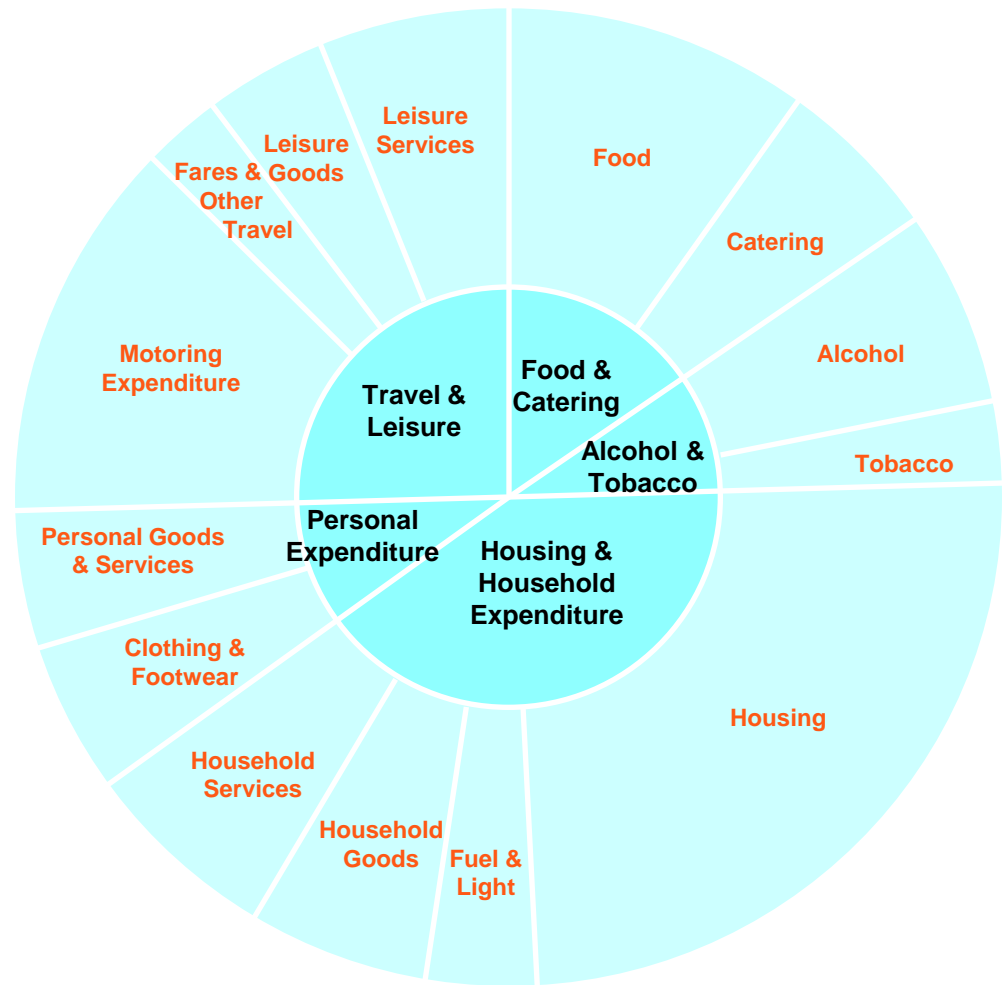 Leisure
Services
Food
Leisure
Goods
Fares &
Other
Travel
Catering
Motoring
Expenditure
Alcohol
Tobacco
Travel &
Leisure
Food &
Catering
Alcohol &
Tobacco
Personal
Expenditure
Housing &
Household
Expenditure
Personal Goods
& Services
Clothing &
Footwear
Household
Services
Household
Goods
Fuel &
Light
Housing